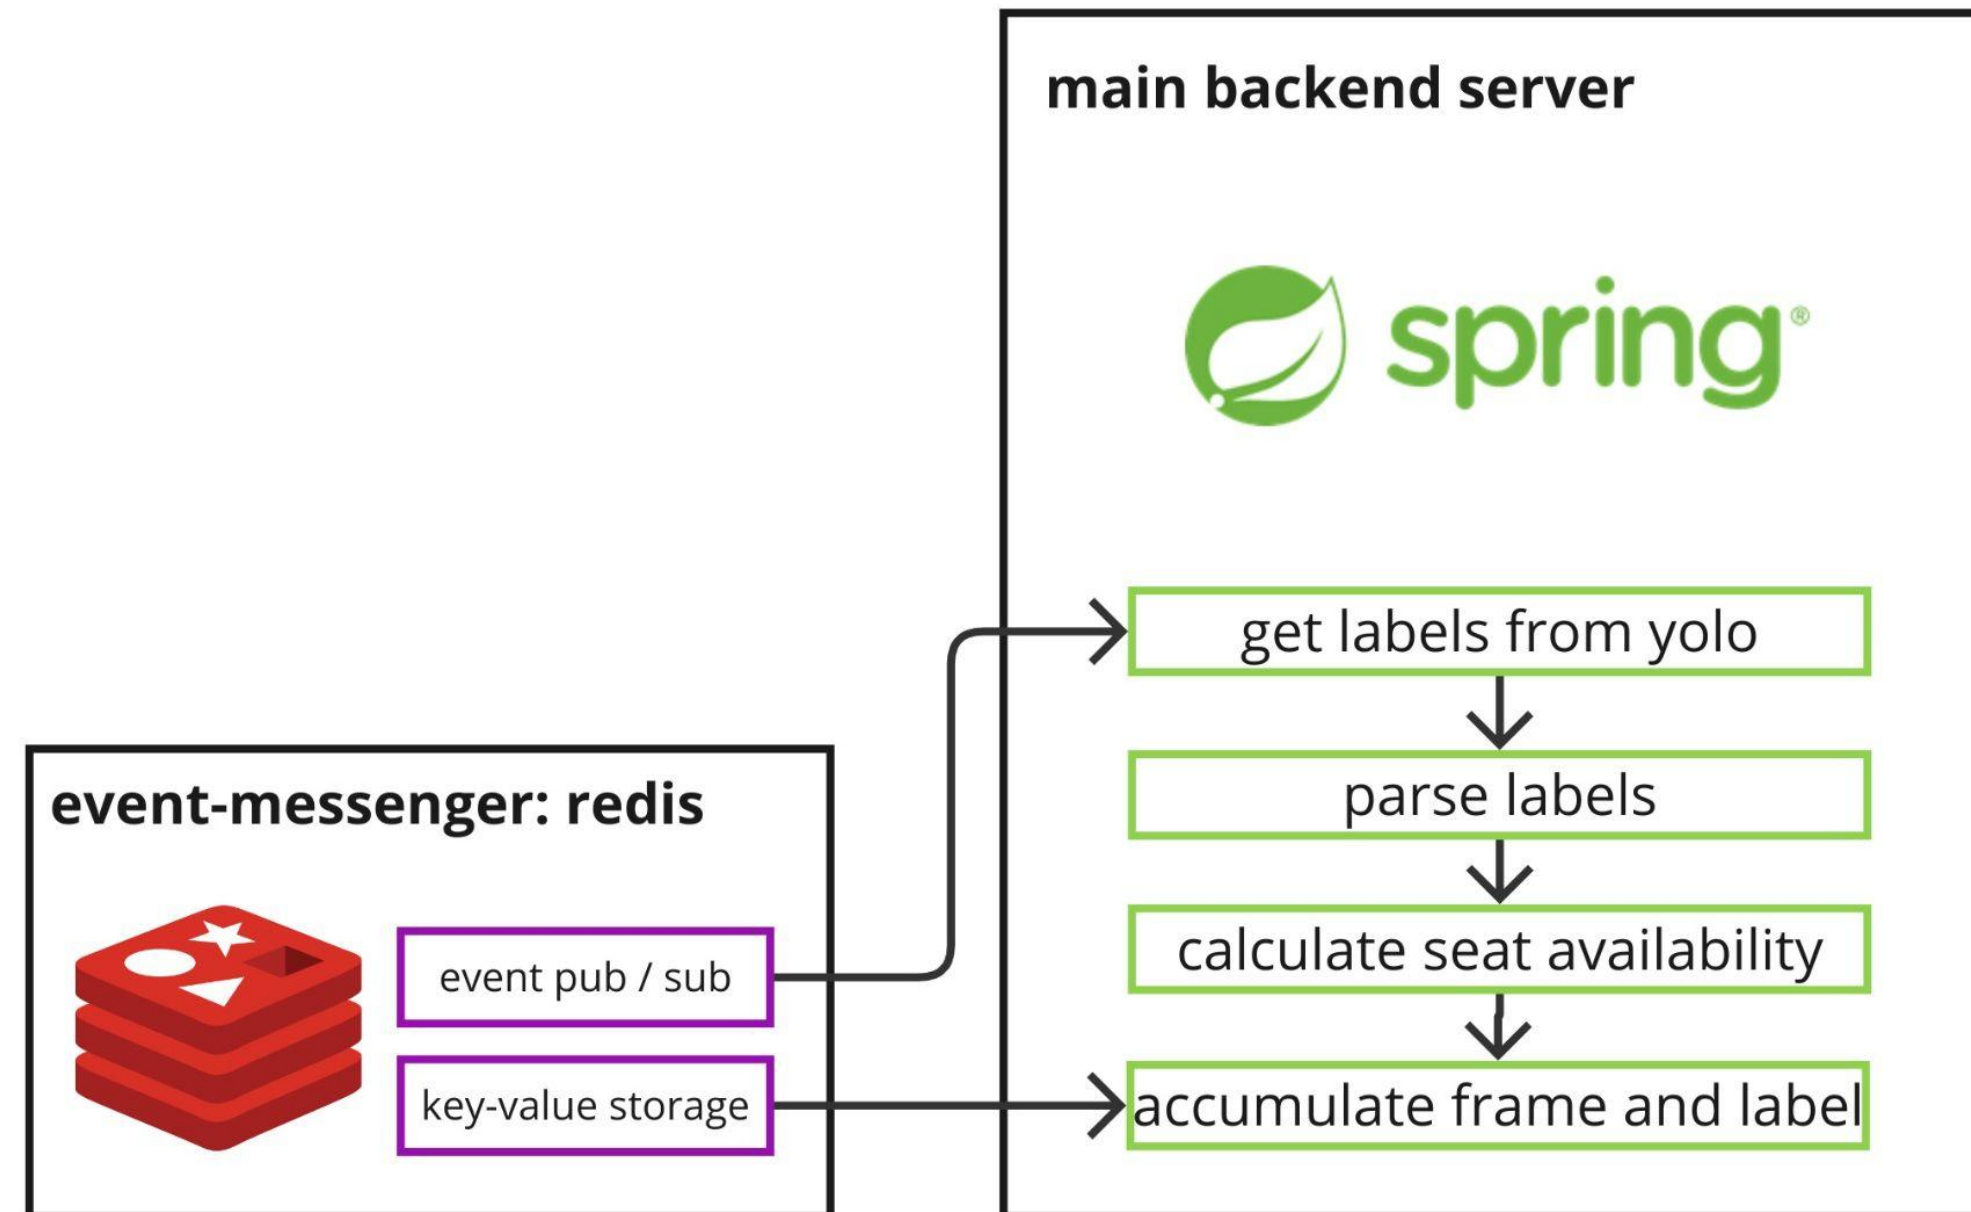 main backend server
spring®
get labels from yolo
parse labels
calculate seat availability
accumulate frame and label
event-messenger: redis
event pub / sub
key-value storage